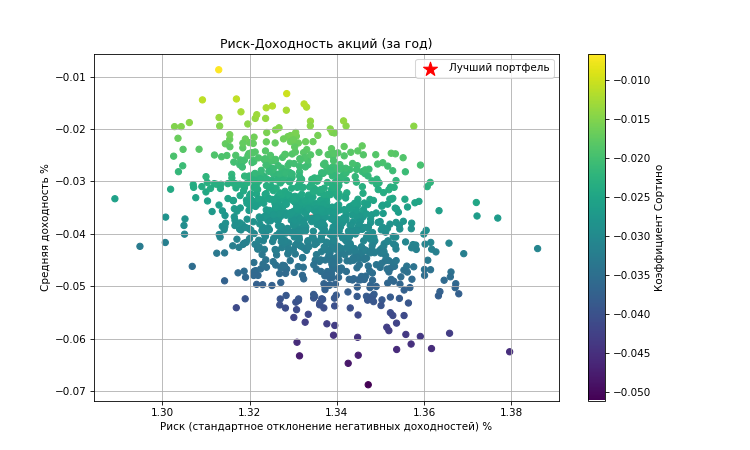 Риск-Доходность акций (за год)
Лучший портфель
Средняя доходность %
−0.01
−0.02
−0.03
−0.04
−0.05
−0.06
−0.07
1.30 1.32 1.34 1.36 1.38
Риск (стандартное отклонение негативных доходностей) %
−0.010
−0.015
−0.020
−0.025
−0.030
−0.035
−0.040
−0.045
−0.050
Коэффициент Сортино